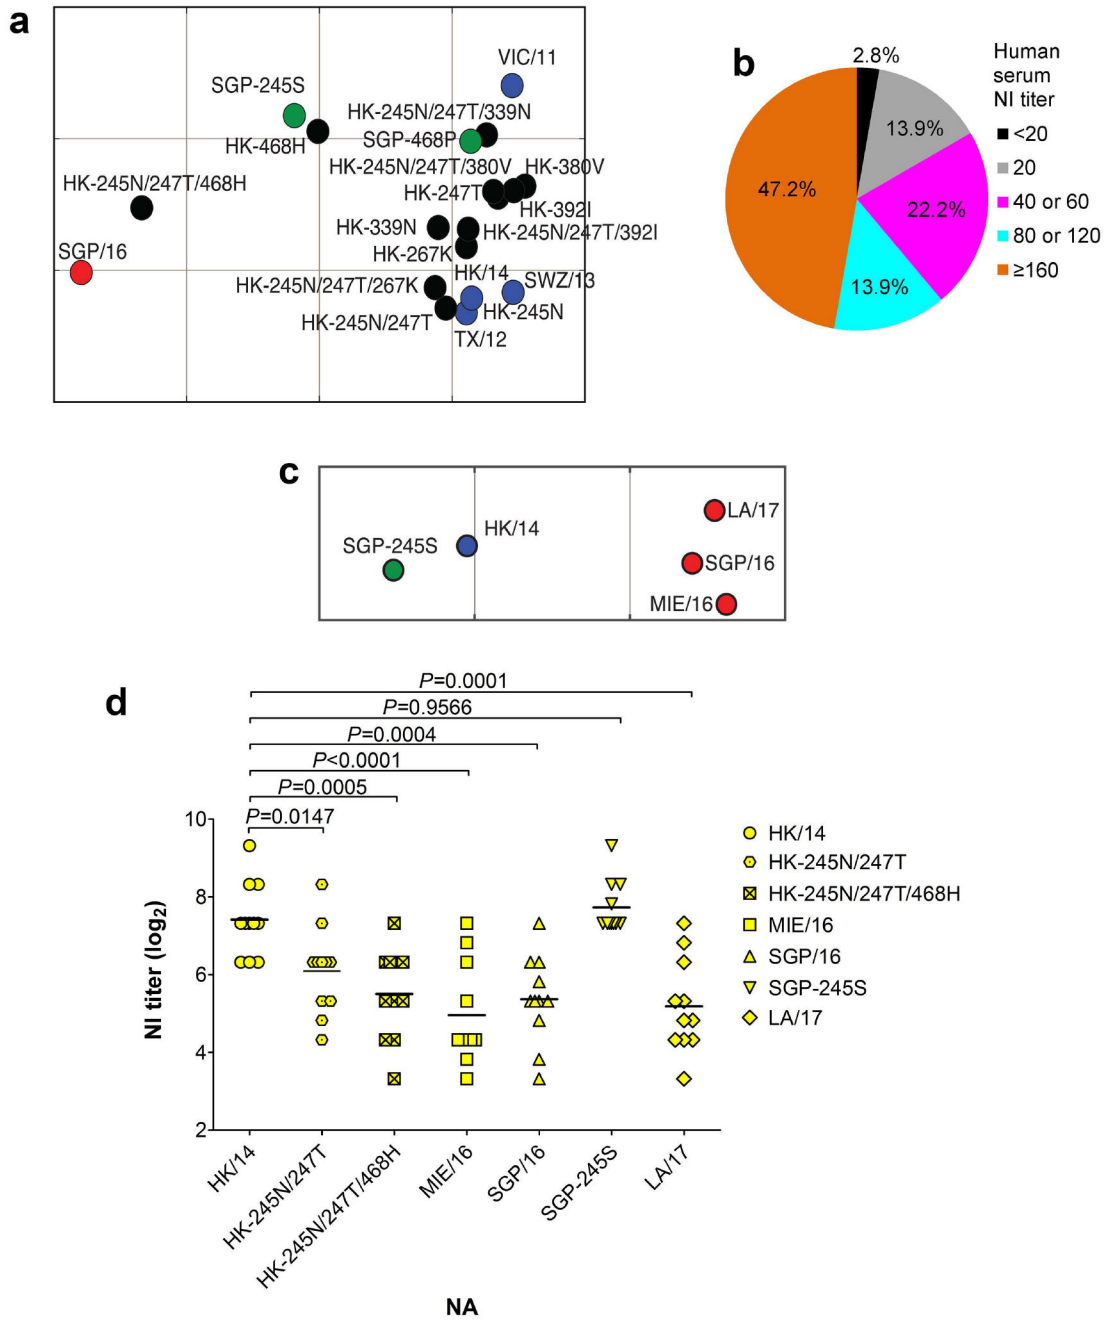 a
VIC/11
SGP-245S
HK-245N/247T/339N
SGP-468P
HK-468H
HK-245N/247T/380V
HK-380V
HK-245N/247T/468H
HK-247T
HK-392I
HK-339N
HK-245N/247T/392I
HK-267K
SGP/16
HK/14
SWZ/13
HK-245N/247T/267K
HK-245N
HK-245N/247T
TX/12
b
2.8%
13.9%
22.2%
13.9%
47.2%
Human
serum
NI titer
<20
20
40 or 60
80 or 120
≥160
c
LA/17
HK/14
SGP-245S
SGP/16
MIE/16
d
P=0.0001
P=0.9566
P=0.0004
P<0.0001
P=0.0005
P=0.0147
NI titer (log2)
10
8
6
4
2
HK/14
HK-245N/247T
HK-245N/247T/468H
MIE/16
SGP/16
SGP-245S
LA/17
NA
HK/14
HK-245N/247T
HK-245N/247T/468H
MIE/16
SGP/16
SGP-245S
LA/17